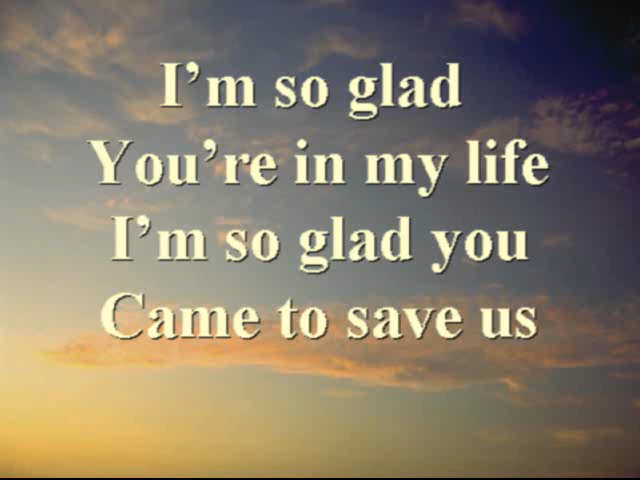 I’m so glad
You’re in my life
I’m so glad you
Came to save us